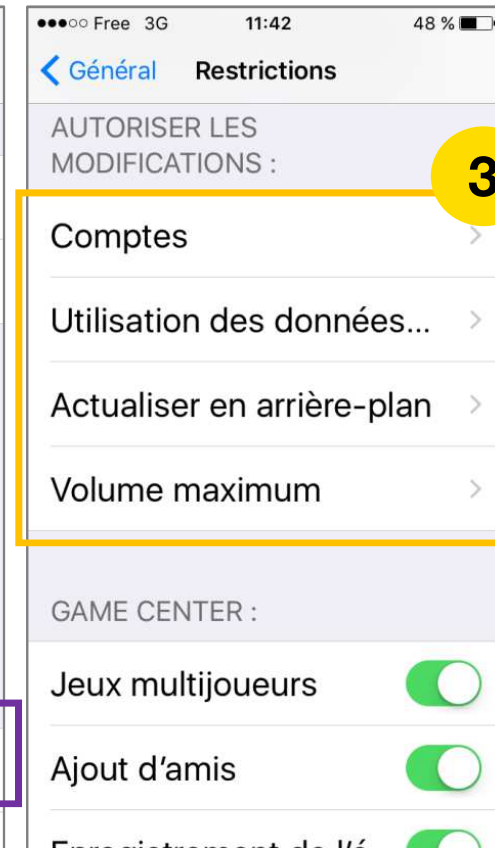 ●●●○○ Free 3G 11:42 48 %
Général Restrictions
AUTORISER LES
MODIFICATIONS :
3
Comptes
Utilisation des données...
Actualiser en arrière-plan
Volume maximum
GAME CENTER :
Jeux multijoueurs
Ajout d’amis